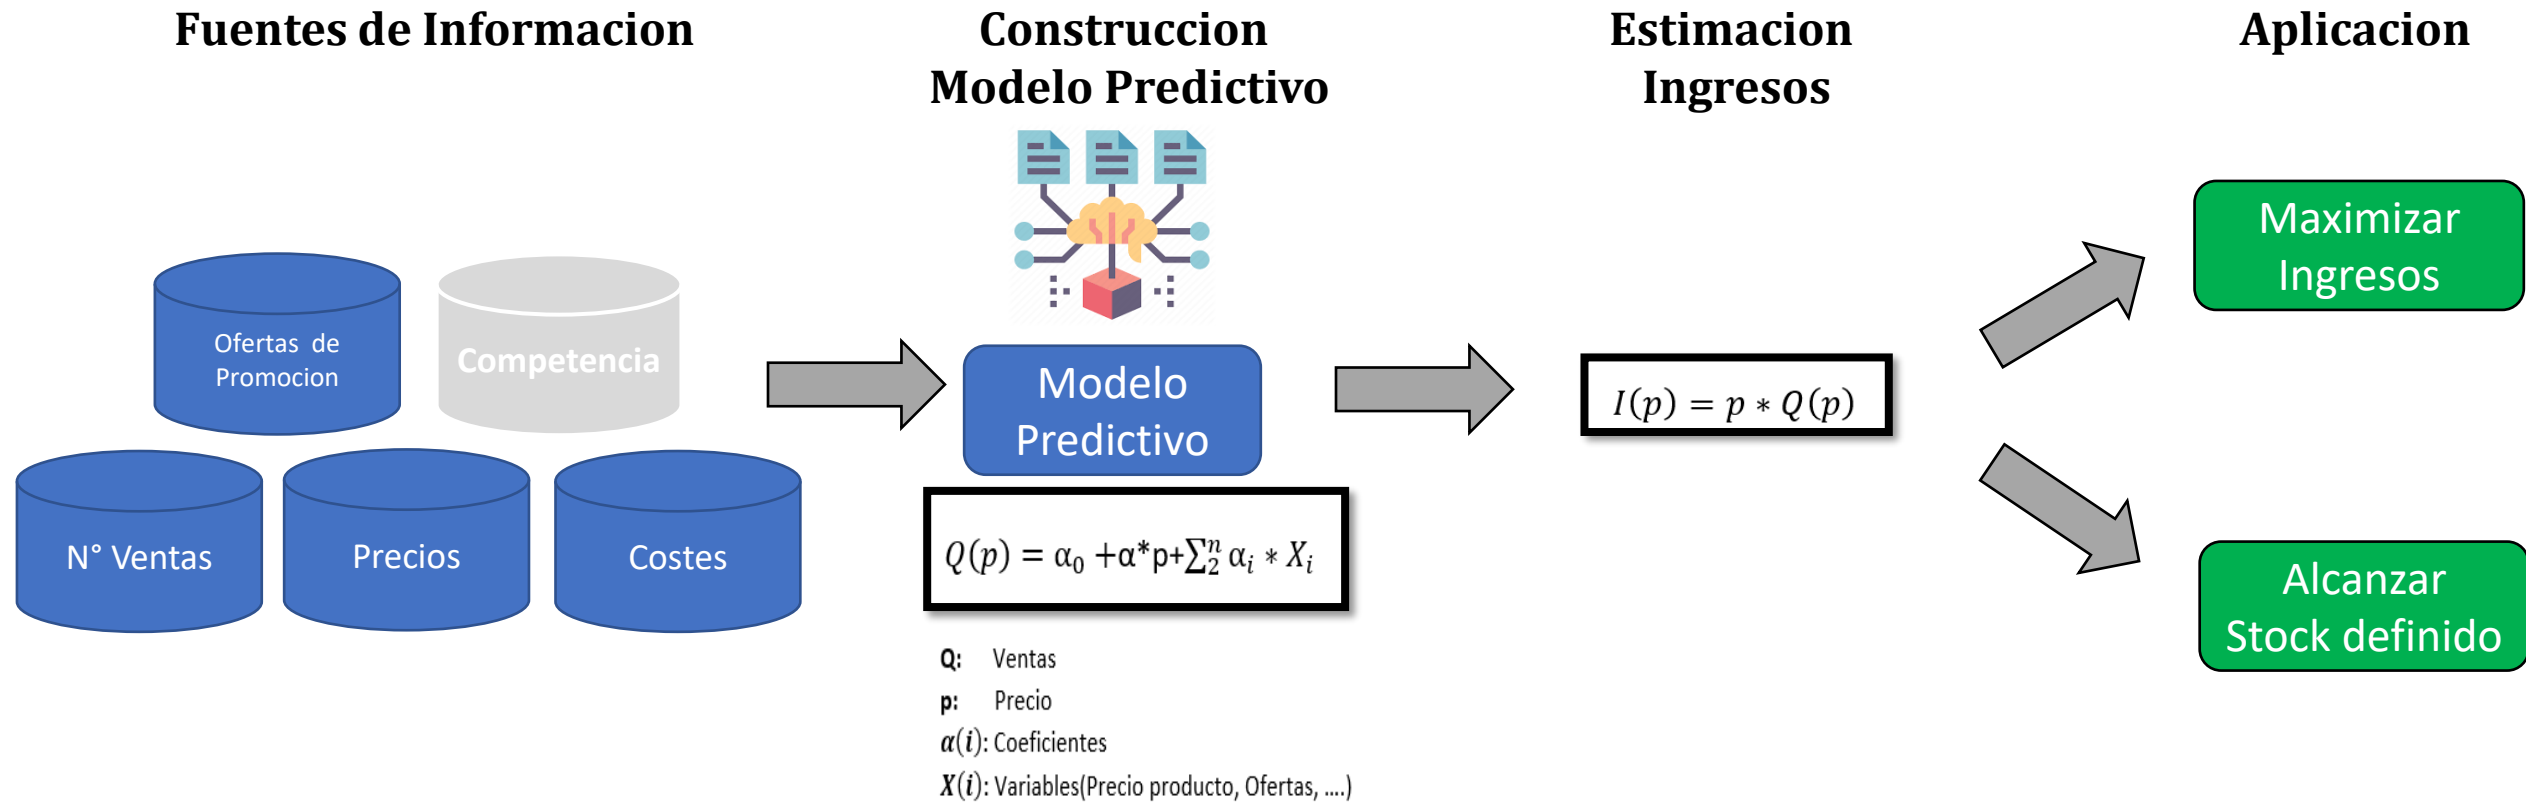 Fuentes de Informacion
Construccion
Modelo Predictivo
Estimacion
Ingresos
Aplicacion
Ofertas de
Promocion
Competencia
N° Ventas
Precios
Costes
Modelo
Predictivo
Q(p) = α₀ +α*p+∑₂ⁿ αᵢ * Xᵢ
Q: Ventas
p: Precio
α(i): Coeficientes
X(i): Variables(Precio producto, Ofertas, ....)
I(p) = p * Q(p)
Maximizar
Ingresos
Alcanzar
Stock definido